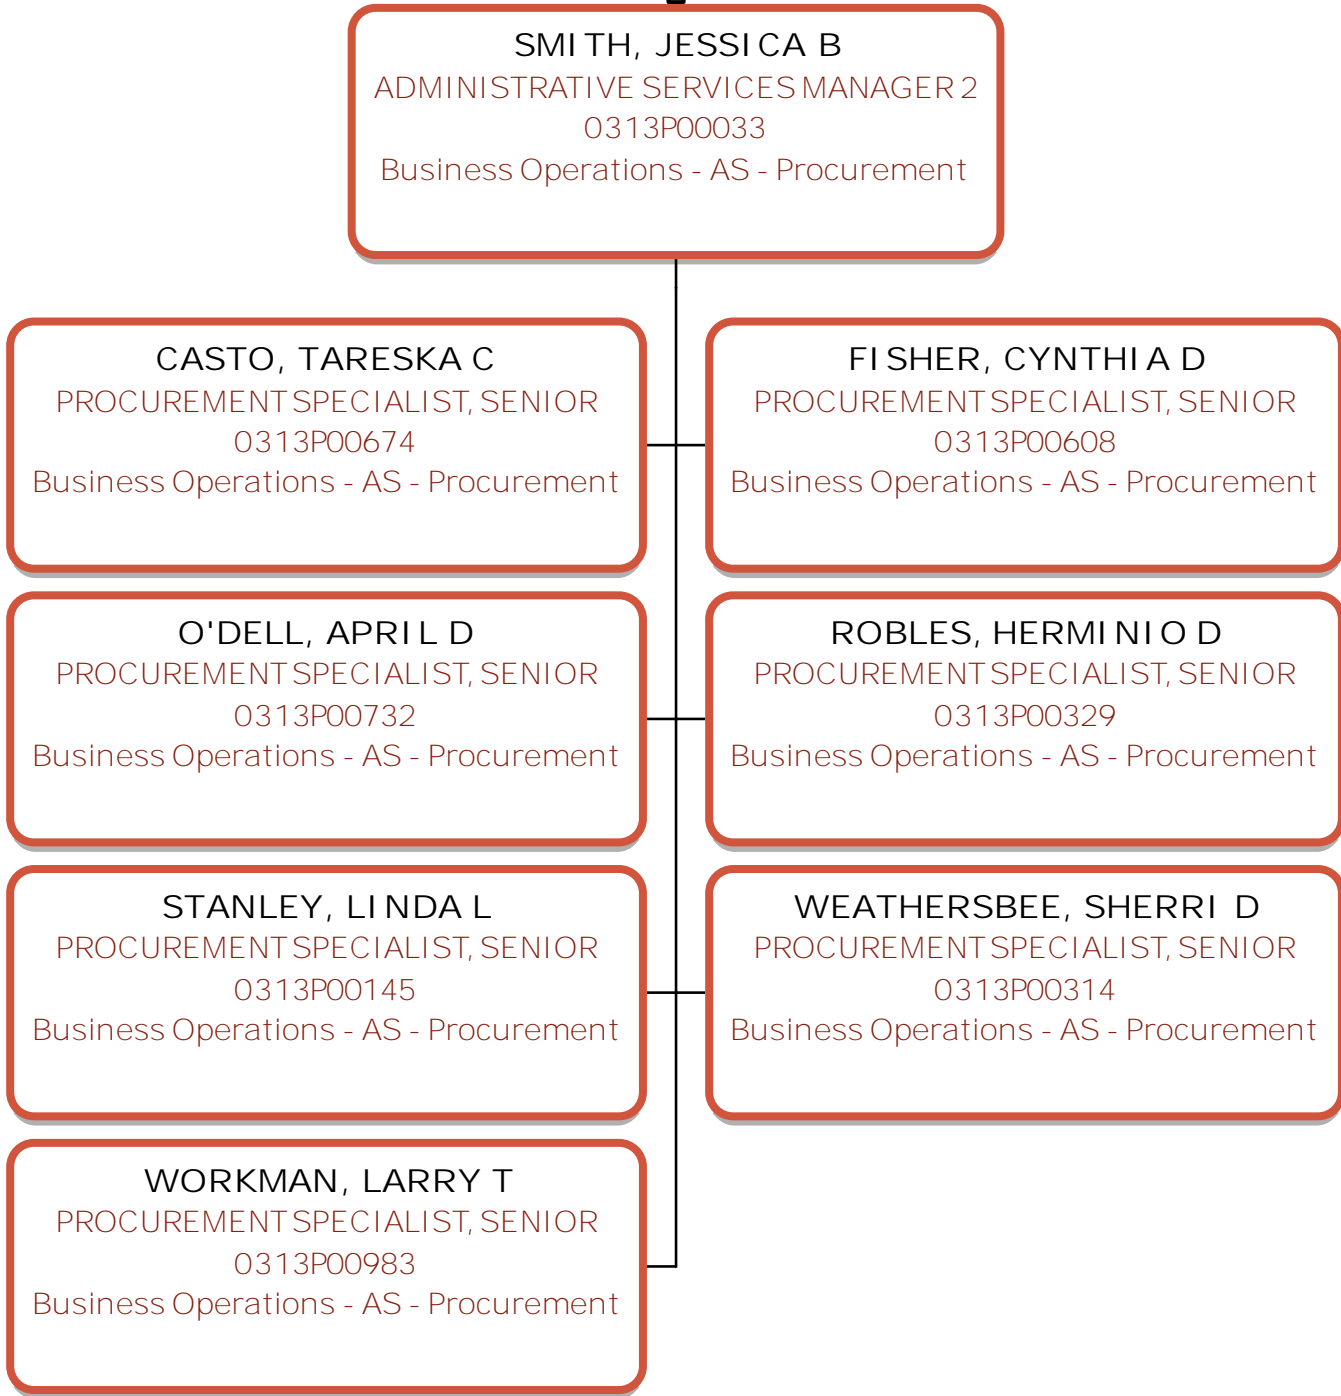 SMITH, JESSICA B
ADMINISTRATIVE SERVICES MANAGER 2
0313P00033
Business Operations - AS - Procurement
CASTO, TARESKA C
PROCUREMENT SPECIALIST, SENIOR
0313P00674
Business Operations - AS - Procurement
FISHER, CYNTHIA D
PROCUREMENT SPECIALIST, SENIOR
0313P00608
Business Operations - AS - Procurement
O'DELL, APRIL D
PROCUREMENT SPECIALIST, SENIOR
0313P00732
Business Operations - AS - Procurement
ROBLES, HERMINIO D
PROCUREMENT SPECIALIST, SENIOR
0313P00329
Business Operations - AS - Procurement
STANLEY, LINDA L
PROCUREMENT SPECIALIST, SENIOR
0313P00145
Business Operations - AS - Procurement
WEATHERSBEE, SHERRI D
PROCUREMENT SPECIALIST, SENIOR
0313P00314
Business Operations - AS - Procurement
WORKMAN, LARRY T
PROCUREMENT SPECIALIST, SENIOR
0313P00983
Business Operations - AS - Procurement